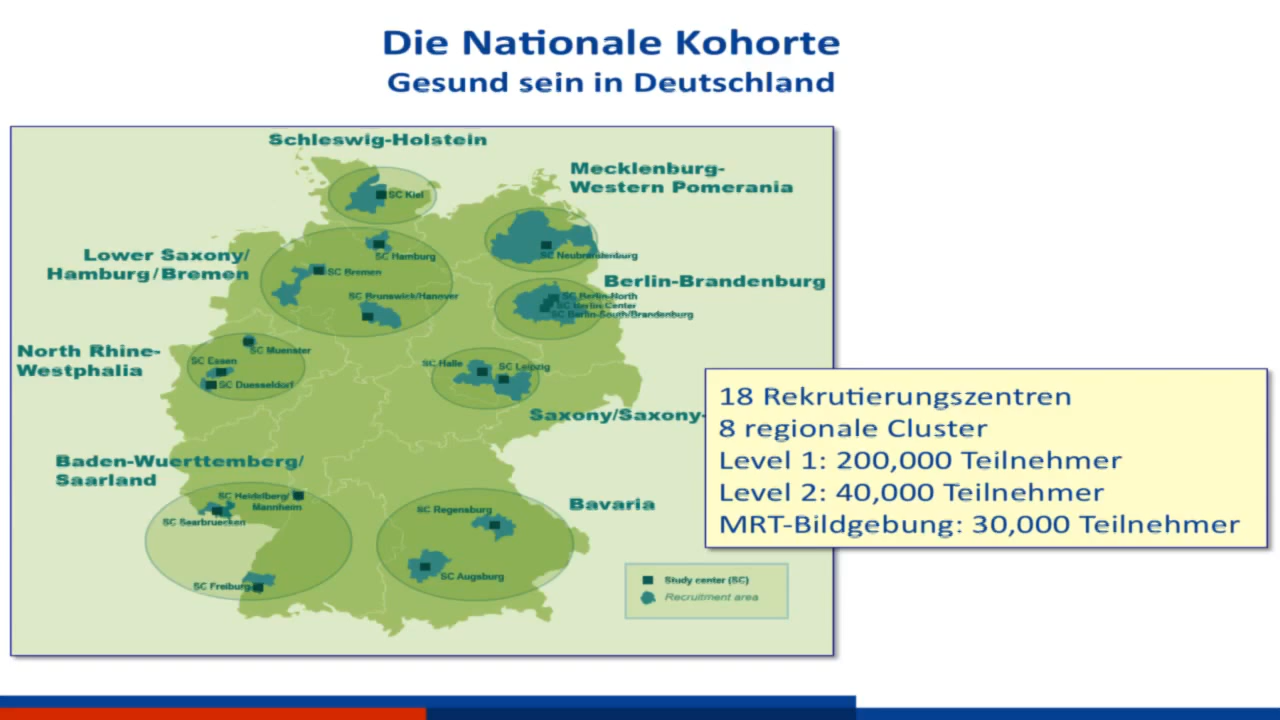 Die Nationale Kohorte
Gesund sein in Deutschland
Schleswig-Holstein
Mecklenburg-
Western Pomerania
SC Kiel
Lower Saxony/
Hamburg/Bremen
SC Hamburg
SC Neubrandenburg
SC Bremen
Berlin-Brandenburg
SC Brunswick/Hannover
SC Berlin-North
SC Berlin Center
SC Berlin-South/Brandenburg
North Rhine-
Westphalia
SC Muenster
SC Essen
SC Duesseldorf
SC Halle
SC Leipzig
Saxony/Saxony-
18 Rekrutierungszentren
8 regionale Cluster
Level 1: 200,000 Teilnehmer
Level 2: 40,000 Teilnehmer
MRT-Bildgebung: 30,000 Teilnehmer
Baden-Wuerttemberg/
Saarland
SC Heidelberg/
Mannheim
SC Saarbruecken
SC Freiburg
Bavaria
SC Regensburg
SC Augsburg
Study center (SC)
Recruitment area